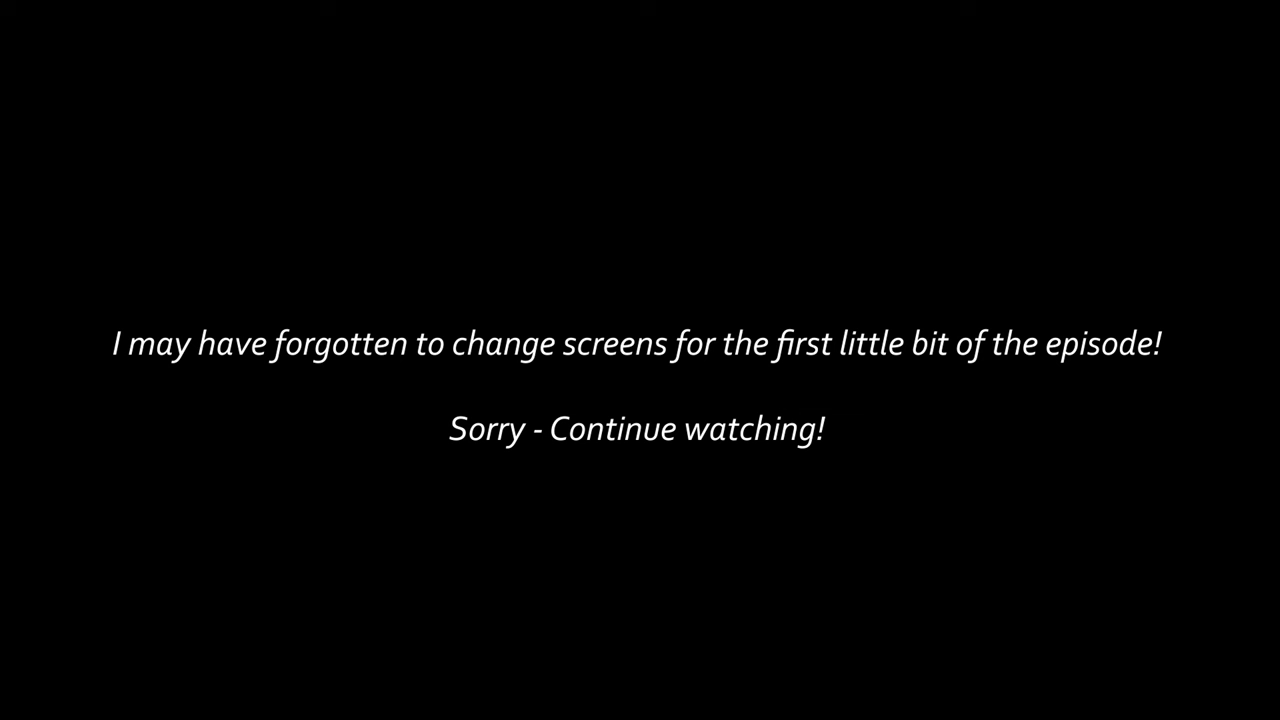 I may have forgotten to change screens for the first little bit of the episode!
Sorry - Continue watching!